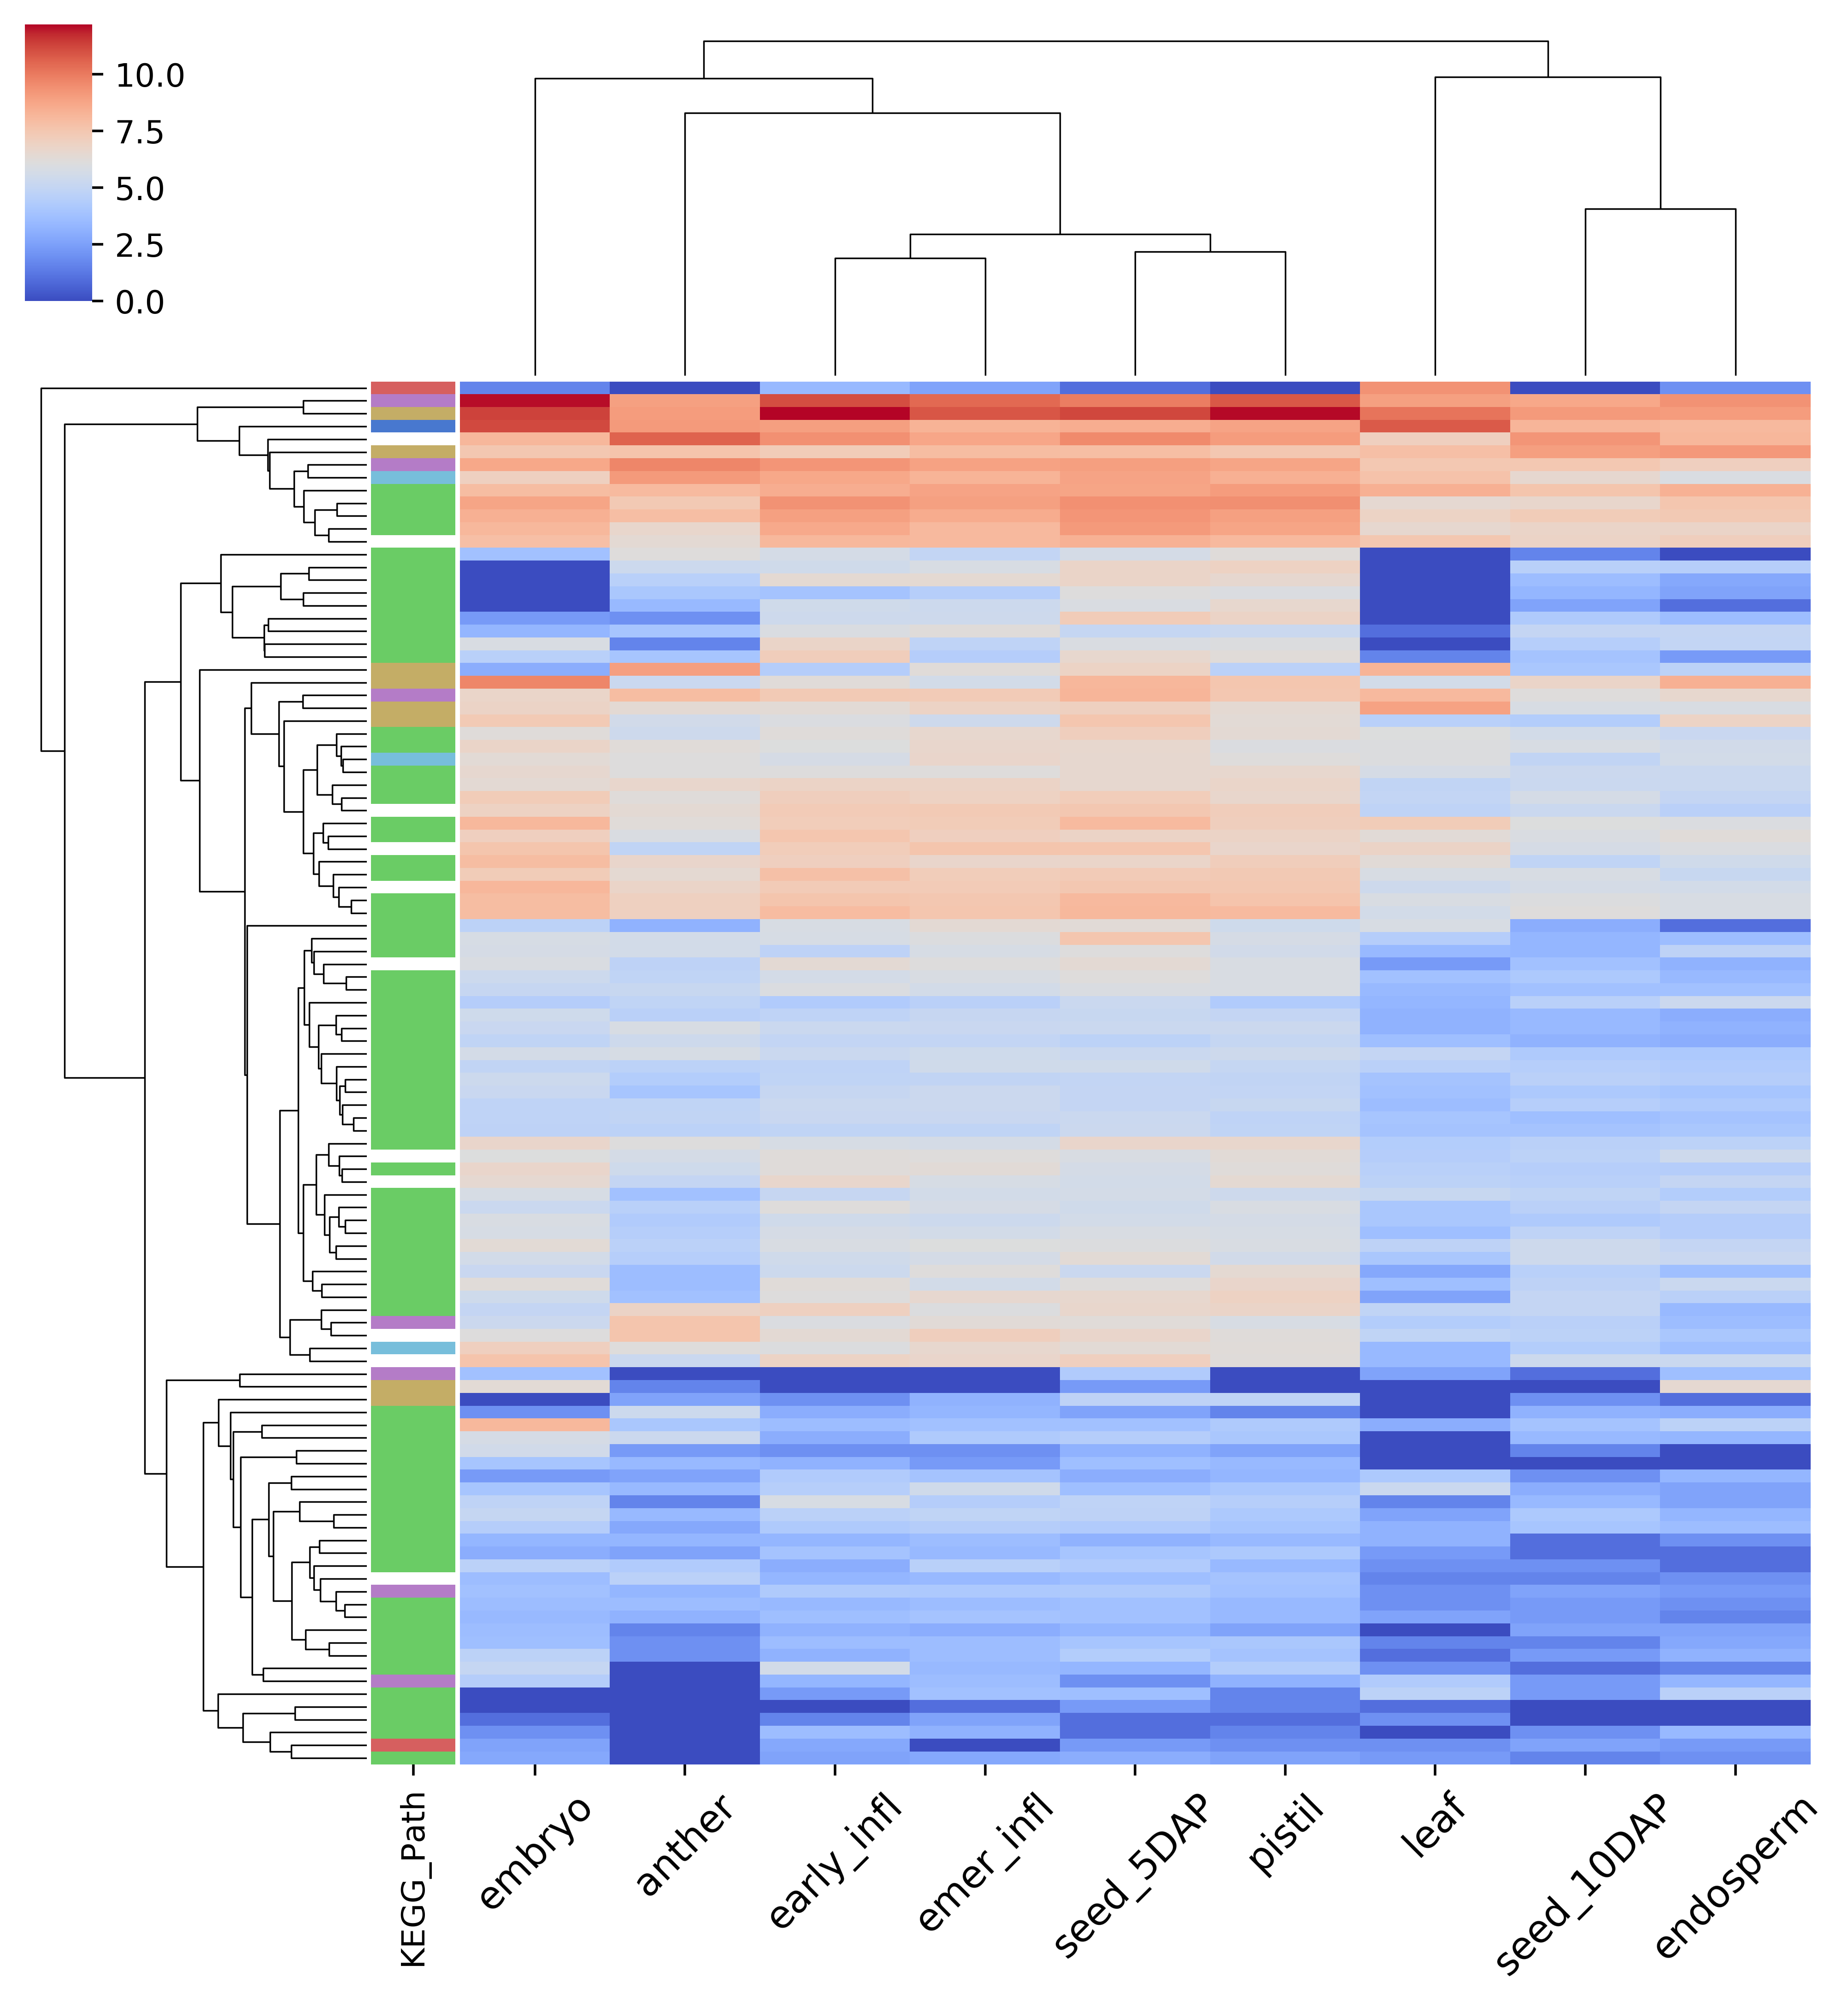 10.0
7.5
5.0
2.5
0.0
KEGG_Path
embryo
anther
early_infl
emer_infl
seed_5DAP
pistil
leaf
seed_10DAP
endosperm